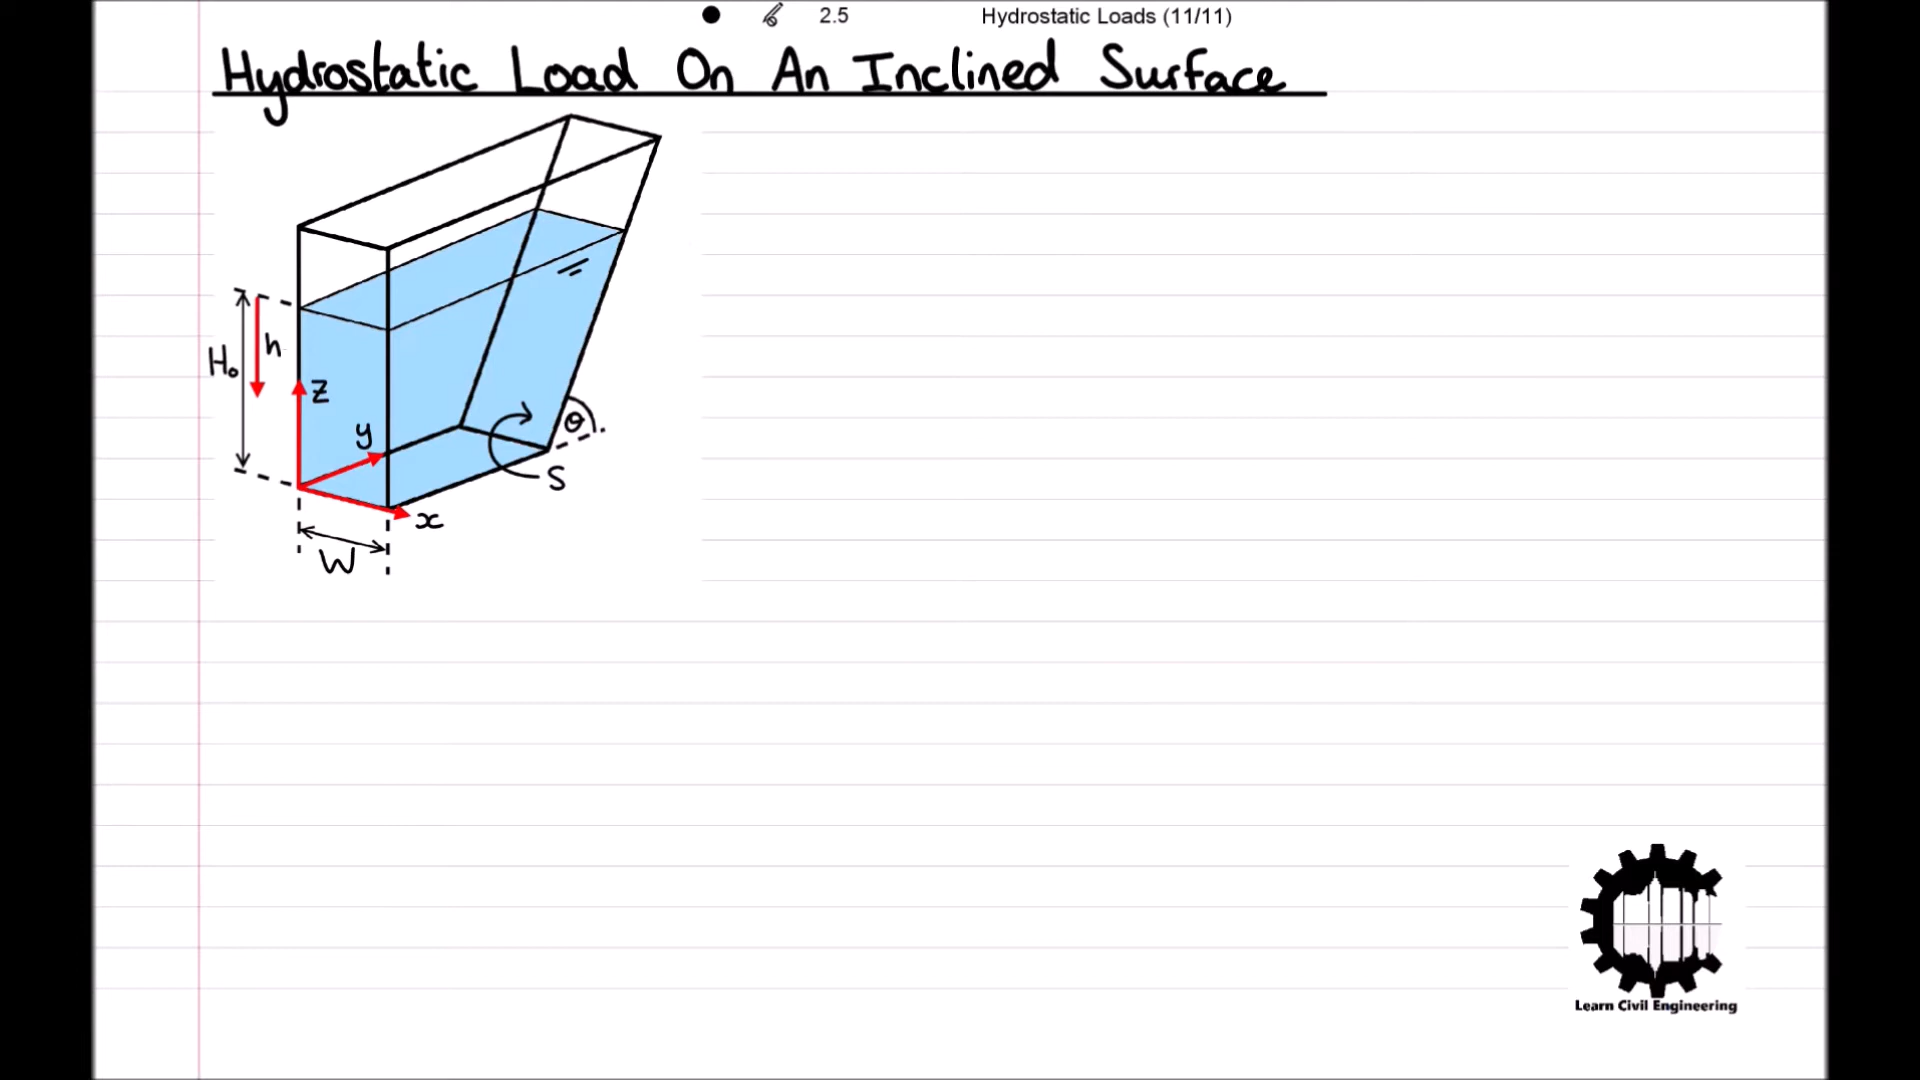 2.5 Hydrostatic Loads (11/11)
Hydrostatic Load On An Inclined Surface
H₀
h
z
y
θ
S
x
W
Learn Civil Engineering